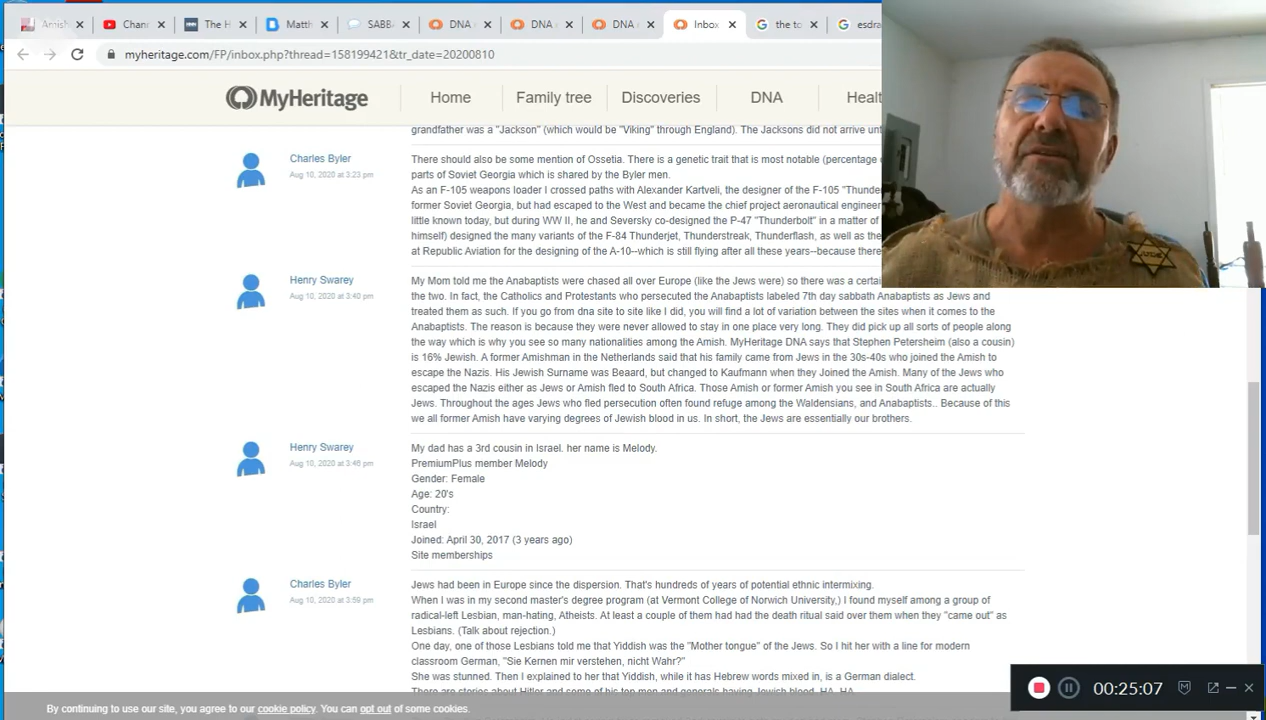 Amish
Chanc
The H
Matth
SABB
DNA
DNA
DNA
Inbox
the to
esdra
myheritage.com/FP/inbox.php?thread=158199421&tr_date=20200810
MyHeritage
Home
Family tree
Discoveries
DNA
Healt
grandfather was a "Jackson" (which would be "Viking" through England). The Jacksons did not arrive unt
Charles Byler
Aug 10, 2020 at 3:23 pm
There should also be some mention of Ossetia. There is a genetic trait that is most notable (percentage
parts of Soviet Georgia which is shared by the Byler men.
As an F-105 weapons loader I crossed paths with Alexander Kartveli, the designer of the F-105 "Thunder
former Soviet Georgia, but had escaped to the West and became the chief project aeronautical engineer
little known today, but during WW II, he and Seversky co-designed the P-47 "Thunderbolt" in a matter of
himself) designed the many variants of the F-84 Thunderjet, Thunderstreak, Thunderflash, as well as the
at Republic Aviation for the designing of the A-10--which is still flying after all these years--because there
Henry Swarey
Aug 10, 2020 at 3:40 pm
My Mom told me the Anabaptists were chased all over Europe (like the Jews were) so there was a certai
the two. In fact, the Catholics and Protestants who persecuted the Anabaptists labeled 7th day sabbath Anabaptists as Jews and
treated them as such. If you go from dna site to site like I did, you will find a lot of variation between the sites when it comes to the
Anabaptists. The reason is because they were never allowed to stay in one place very long. They did pick up all sorts of people along
the way which is why you see so many nationalities among the Amish. MyHeritage DNA says that Stephen Petersheim (also a cousin)
is 16% Jewish. A former Amishman in the Netherlands said that his family came from Jews in the 30s-40s who joined the Amish to
escape the Nazis. His Jewish Surname was Beaard, but changed to Kaufmann when they Joined the Amish. Many of the Jews who
escaped the Nazis either as Jews or Amish fled to South Africa. Those Amish or former Amish you see in South Africa are actually
Jews. Throughout the ages Jews who fled persecution often found refuge among the Waldensians, and Anabaptists.. Because of this
we all former Amish have varying degrees of Jewish blood in us. In short, the Jews are essentially our brothers.
Henry Swarey
Aug 10, 2020 at 3:46 pm
My dad has a 3rd cousin in Israel. her name is Melody.
PremiumPlus member Melody
Gender: Female
Age: 20's
Country:
Israel
Joined: April 30, 2017 (3 years ago)
Site memberships
Charles Byler
Aug 10, 2020 at 3:59 pm
Jews had been in Europe since the dispersion. That's hundreds of years of potential ethnic intermixing.
When I was in my second master's degree program (at Vermont College of Norwich University,) I found myself among a group of
radical-left Lesbian, man-hating, Atheists. At least a couple of them had had the death ritual said over them when they "came out" as
Lesbians. (Talk about rejection.)
One day, one of those Lesbians told me that Yiddish was the "Mother tongue" of the Jews. So I hit her with a line for modern
classroom German, "Sie Kernen mir verstehen, nicht Wahr?"
She was stunned. Then I explained to her that Yiddish, while it has Hebrew words mixed in, is a German dialect.
There are stories about Hitler and some of his top men and generals having Jewish blood. HA, HA
By continuing to use our site, you agree to our cookie policy. You can opt out of some cookies.
00:25:07